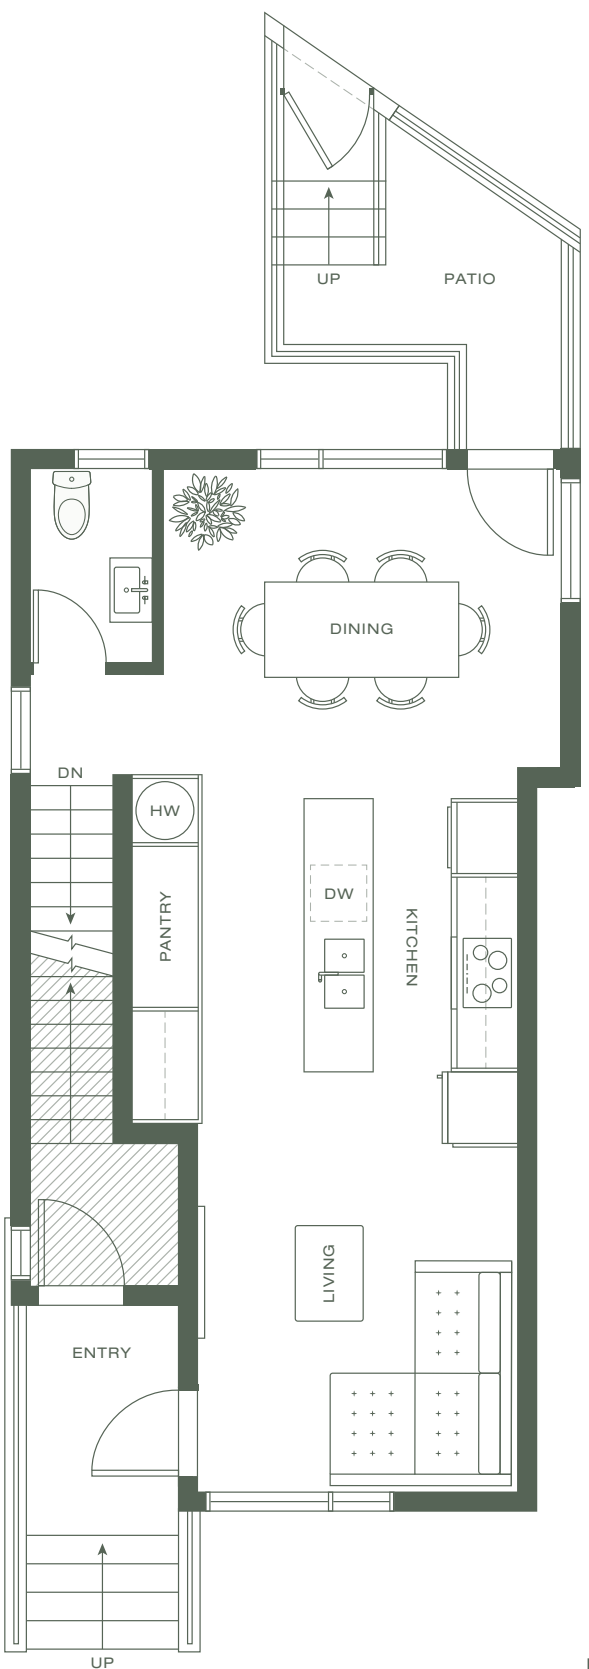 UP
PATIO
DINING
DN
HW
PANTRY
DW
KITCHEN
LIVING
ENTRY
UP